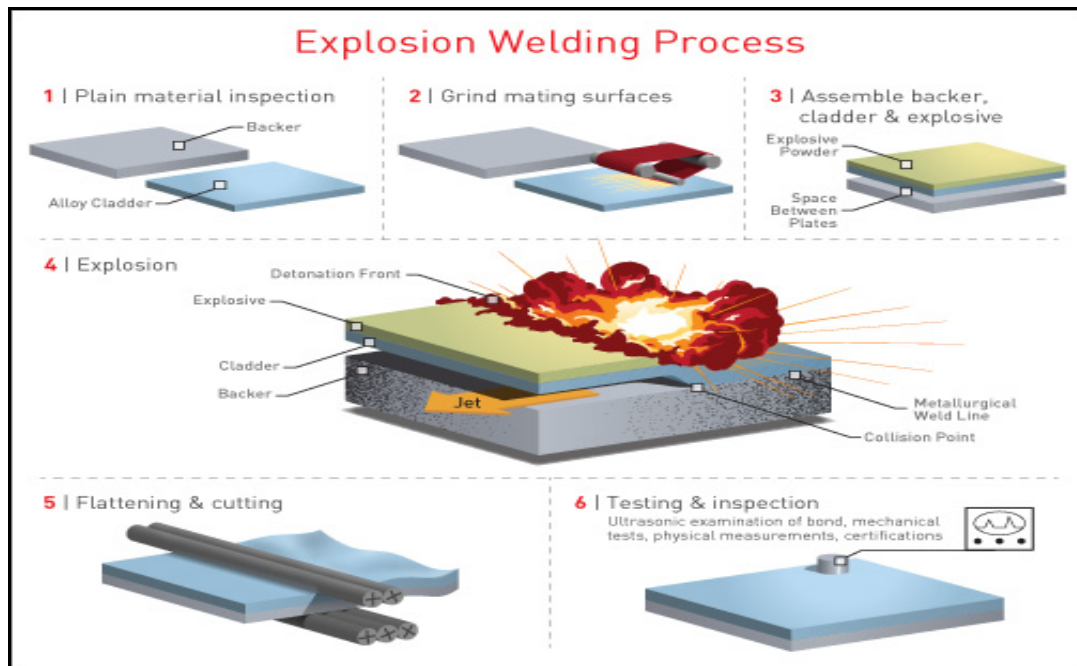 Explosion Welding Process
1 | Plain material inspection
Backer
Alloy Cladder
2 | Grind mating surfaces
3 | Assemble backer,
cladder & explosive
Explosive
Powder
Space
Between
Plates
4 | Explosion
Detonation Front
Explosive
Cladder
Backer
Jet
Metallurgical
Weld Line
Collision Point
5 | Flattening & cutting
6 | Testing & inspection
Ultrasonic examination of bond, mechanical
tests, physical measurements, certifications